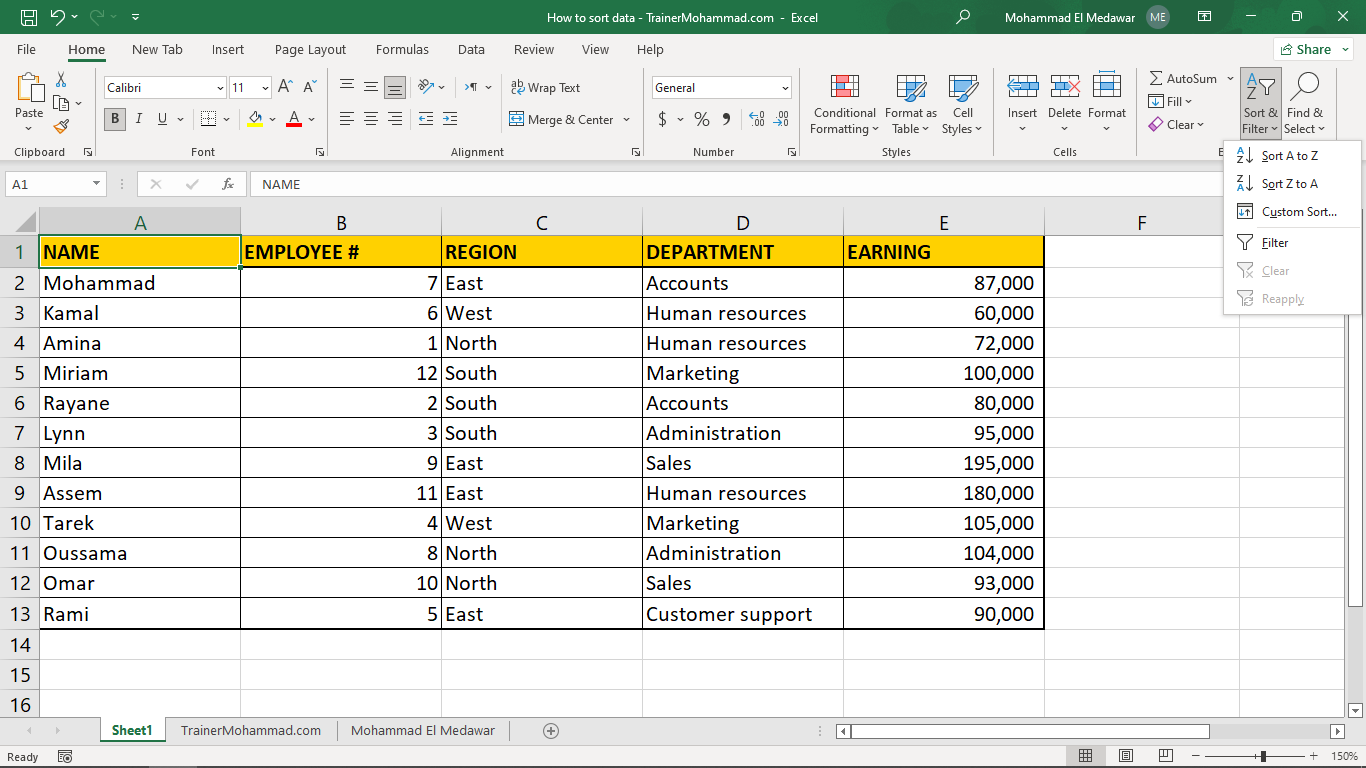 How to sort data - TrainerMohammad.com - Excel
Mohammad El Medawar ME
File Home New Tab Insert Page Layout Formulas Data Review View Help Share
Paste
Clipboard
Calibri 11
B I U
Font
Wrap Text
Merge & Center
Alignment
General
$ % 9
Number
Conditional Formatting
Format as Table
Cell Styles
Styles
Insert Delete Format
Cells
AutoSum
Fill
Clear
Sort & Filter
Find & Select
E
Sort A to Z
Sort Z to A
Custom Sort...
Filter
Clear
Reapply
A1 fx NAME
A B C D E F
1 NAME EMPLOYEE # REGION DEPARTMENT EARNING
2 Mohammad 7 East Accounts 87,000
3 Kamal 6 West Human resources 60,000
4 Amina 1 North Human resources 72,000
5 Miriam 12 South Marketing 100,000
6 Rayane 2 South Accounts 80,000
7 Lynn 3 South Administration 95,000
8 Mila 9 East Sales 195,000
9 Assem 11 East Human resources 180,000
10 Tarek 4 West Marketing 105,000
11 Oussama 8 North Administration 104,000
12 Omar 10 North Sales 93,000
13 Rami 5 East Customer support 90,000
14
15
16
Sheet1 TrainerMohammad.com Mohammad El Medawar
Ready 150%